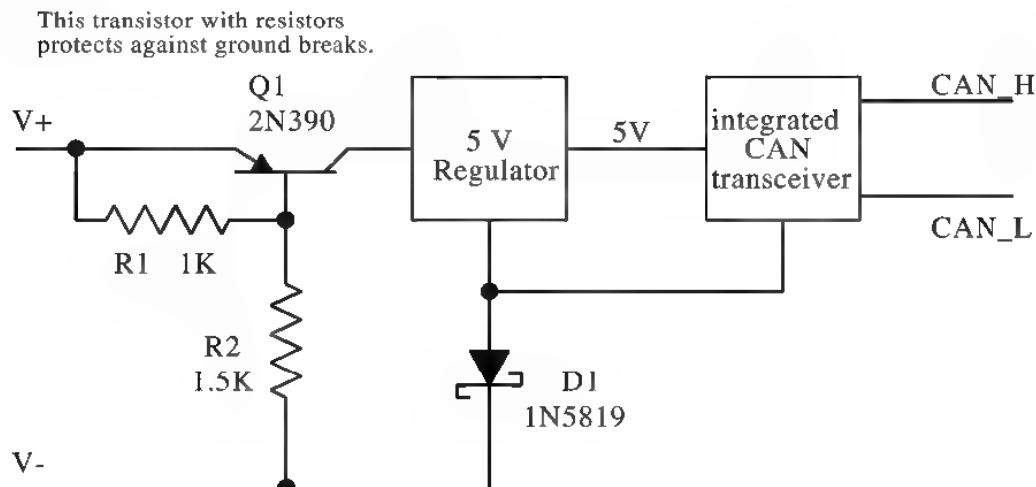 This transistor with resistors
protects against ground breaks.
Q1
2N390
V+
5 V
Regulator
5V
integrated
CAN
transceiver
CAN_H
CAN_L
R1 1K
R2
1.5K
D1
1N5819
V-